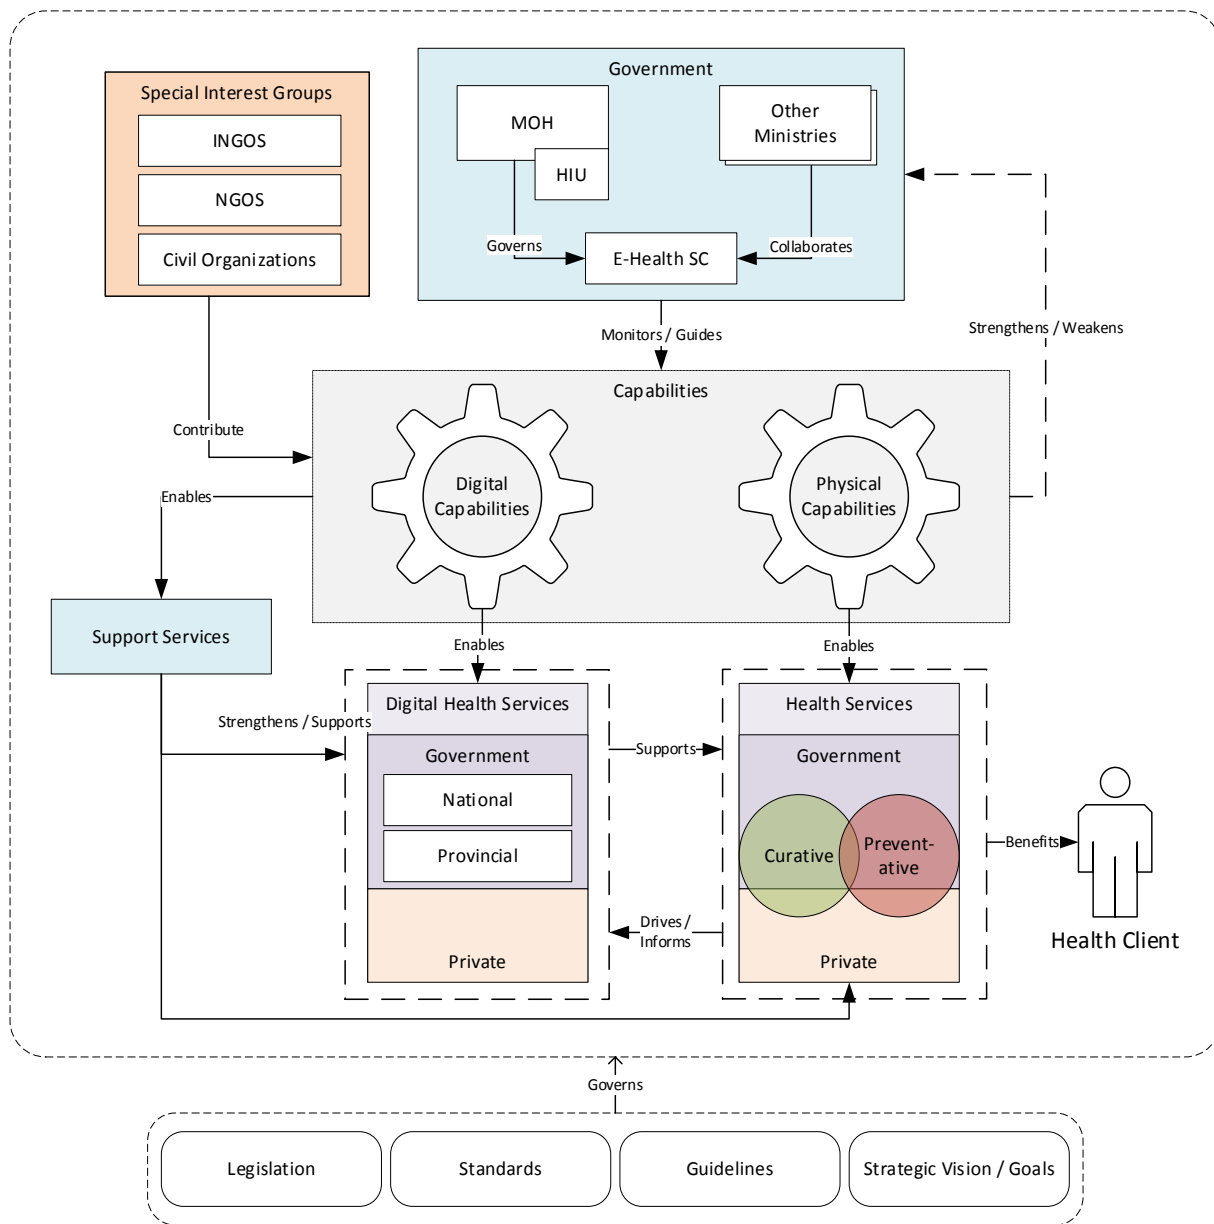 Special Interest Groups
INGOS
NGOS
Civil Organizations
Government
MOH
HIU
Other
Ministries
Governs
E-Health SC
Collaborates
Monitors / Guides
Strengthens / Weakens
Contribute
Capabilities
Digital
Capabilities
Physical
Capabilities
Enables
Support Services
Enables
Enables
Strengthens / Supports
Digital Health Services
Government
National
Provincial
Private
Supports
Drives /
Informs
Health Services
Government
Curative
Prevent-
ative
Private
Benefits
Health Client
Governs
Legislation
Standards
Guidelines
Strategic Vision / Goals